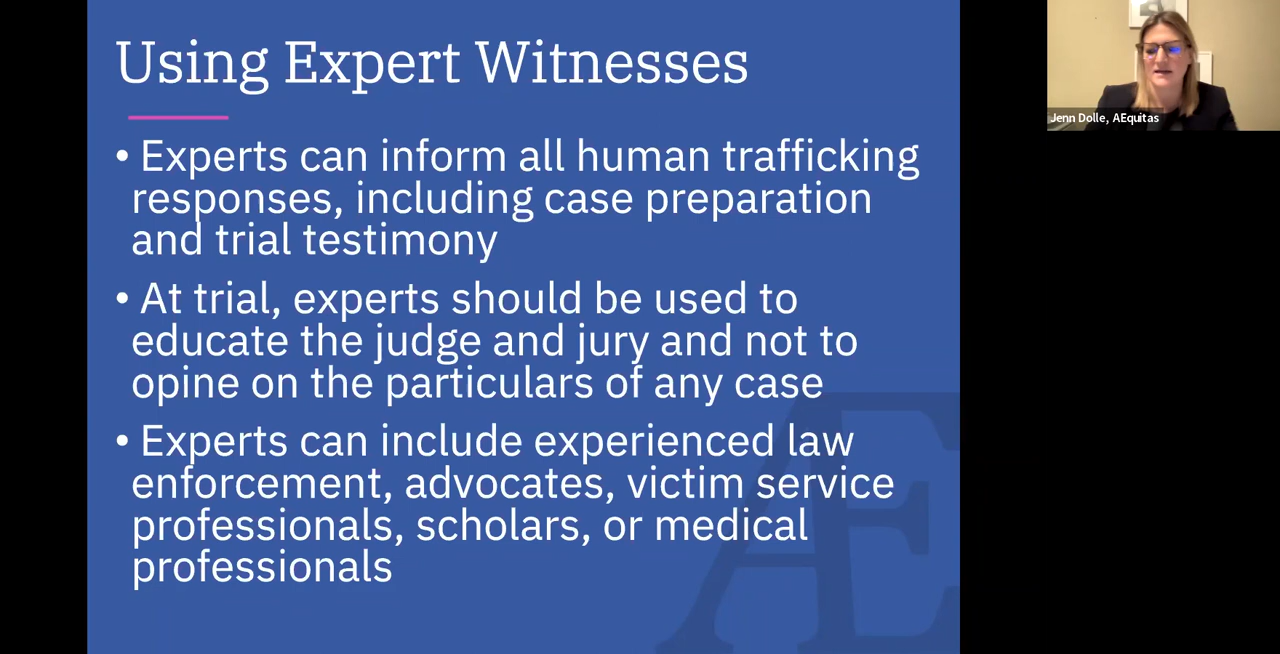 Using Expert Witnesses
• Experts can inform all human trafficking
responses, including case preparation
and trial testimony
• At trial, experts should be used to
educate the judge and jury and not to
opine on the particulars of any case
• Experts can include experienced law
enforcement, advocates, victim service
professionals, scholars, or medical
professionals
Æ
Jenn Dolle, AEquitas